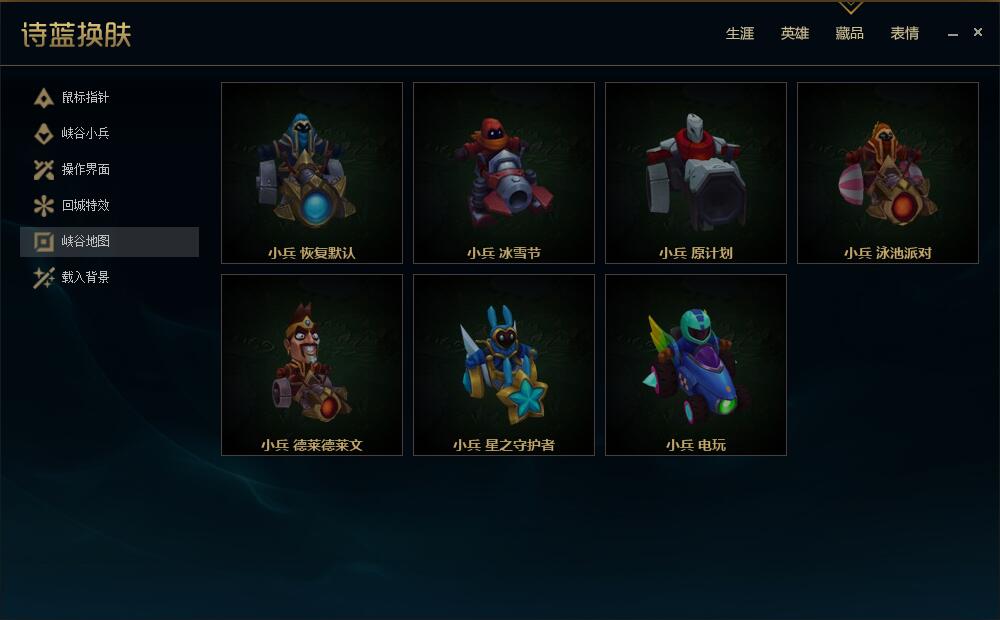 诗蓝换肤
生涯 英雄 藏品 表情
鼠标指针
峡谷小兵
操作界面
回城特效
峡谷地图
载入背景
小兵 恢复默认
小兵 冰雪节
小兵 原计划
小兵 泳池派对
小兵 德莱德莱文
小兵 星之守护者
小兵 电玩